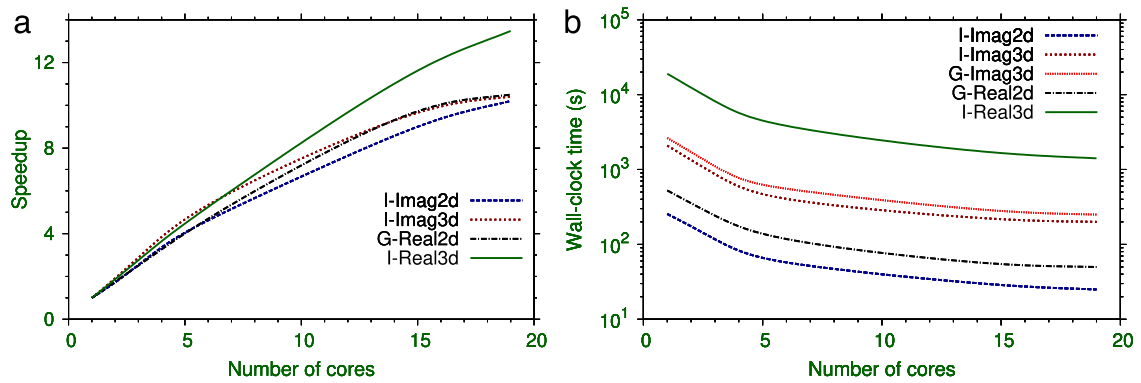 a
Speedup
12
8
4
0
0
5
10
15
20
Number of cores
I-Imag2d
I-Imag3d
G-Real2d
I-Real3d
b
Wall-clock time (s)
10^5
10^4
10^3
10^2
10^1
0
5
10
15
20
Number of cores
I-Imag2d
I-Imag3d
G-Imag3d
G-Real2d
I-Real3d